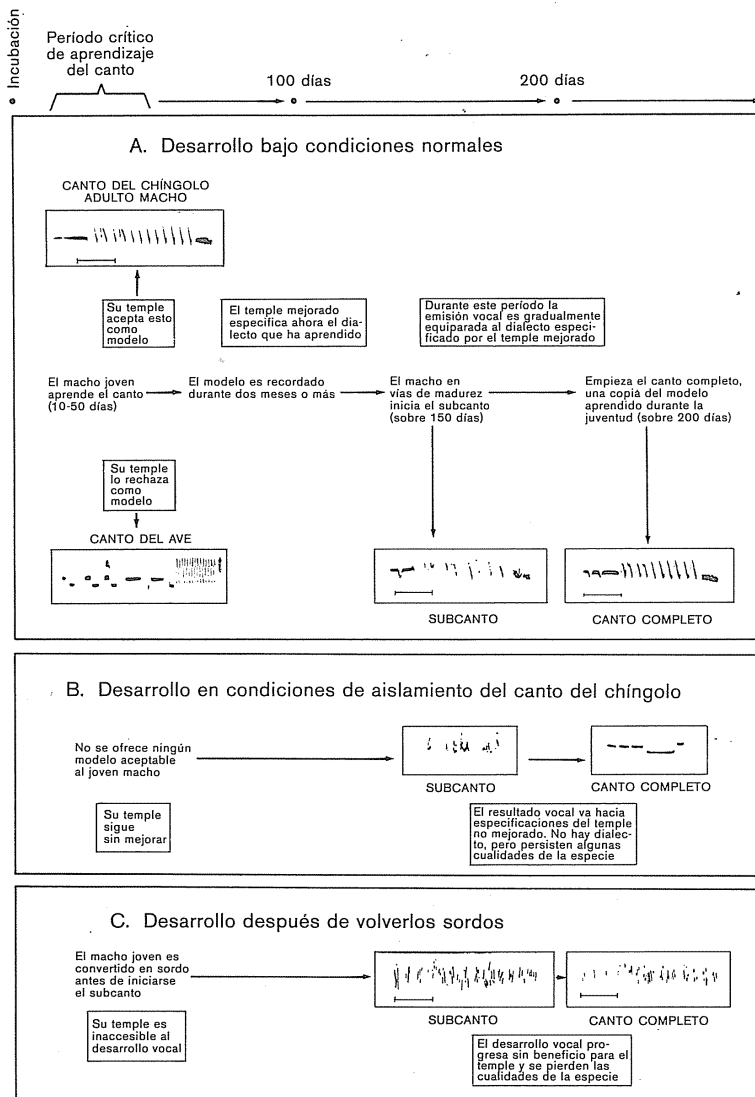 Incubación
Período crítico
de aprendizaje
del canto
100 días
200 días
A. Desarrollo bajo condiciones normales
CANTO DEL CHÍNGOLO
ADULTO MACHO
Su temple
acepta esto
como
modelo
El temple mejorado
especifica ahora el dia-
lecto que ha aprendido
Durante este período la
emisión vocal es gradualmente
equiparada al dialecto especi-
ficado por el temple mejorado
El macho joven
aprende el canto
(10-50 días)
El modelo es recordado
durante dos meses o más
El macho en
vías de madurez
inicia el subcanto
(sobre 150 días)
Empieza el canto completo,
una copia del modelo
aprendido durante la
juventud (sobre 200 días)
Su temple
lo rechaza
como
modelo
CANTO DEL AVE
SUBCANTO
CANTO COMPLETO
B. Desarrollo en condiciones de aislamiento del canto del chíngolo
No se ofrece ningún
modelo aceptable
al joven macho
SUBCANTO
CANTO COMPLETO
Su temple
sigue
sin mejorar
El resultado vocal va hacia
especificaciones del temple
no mejorado. No hay dialec-
to, pero persisten algunas
cualidades de la especie
C. Desarrollo después de volverlos sordos
El macho joven es
convertido en sordo
antes de iniciarse
el subcanto
SUBCANTO
CANTO COMPLETO
Su temple es
inaccesible al
desarrollo vocal
El desarrollo vocal pro-
gresa sin beneficio para el
temple y se pierden las
cualidades de la especie